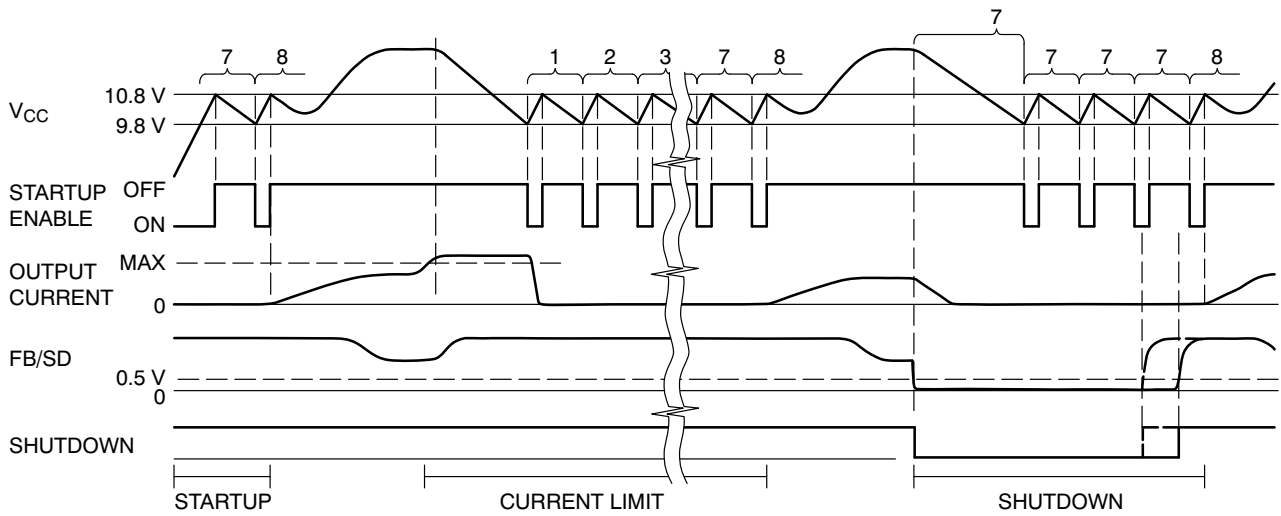 7
7 8 1 2 3 7 8 7 7 7 8
V_CC
10.8 V
9.8 V
STARTUP
ENABLE
OFF
ON
OUTPUT
CURRENT
MAX
0
FB/SD
0.5 V
0
SHUTDOWN
STARTUP CURRENT LIMIT SHUTDOWN